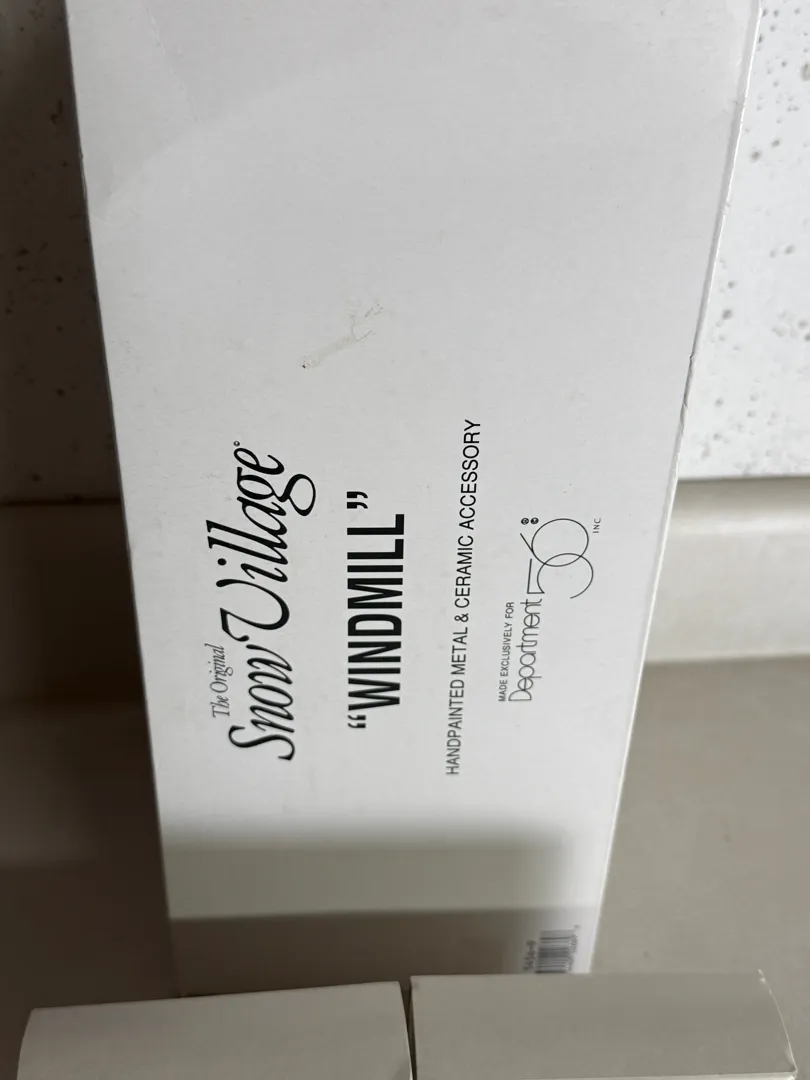 The Original
Snow Village®
“WINDMILL”
HANDPAINTED METAL & CERAMIC ACCESSORY
MADE EXCLUSIVELY FOR
Department 56®©
INC